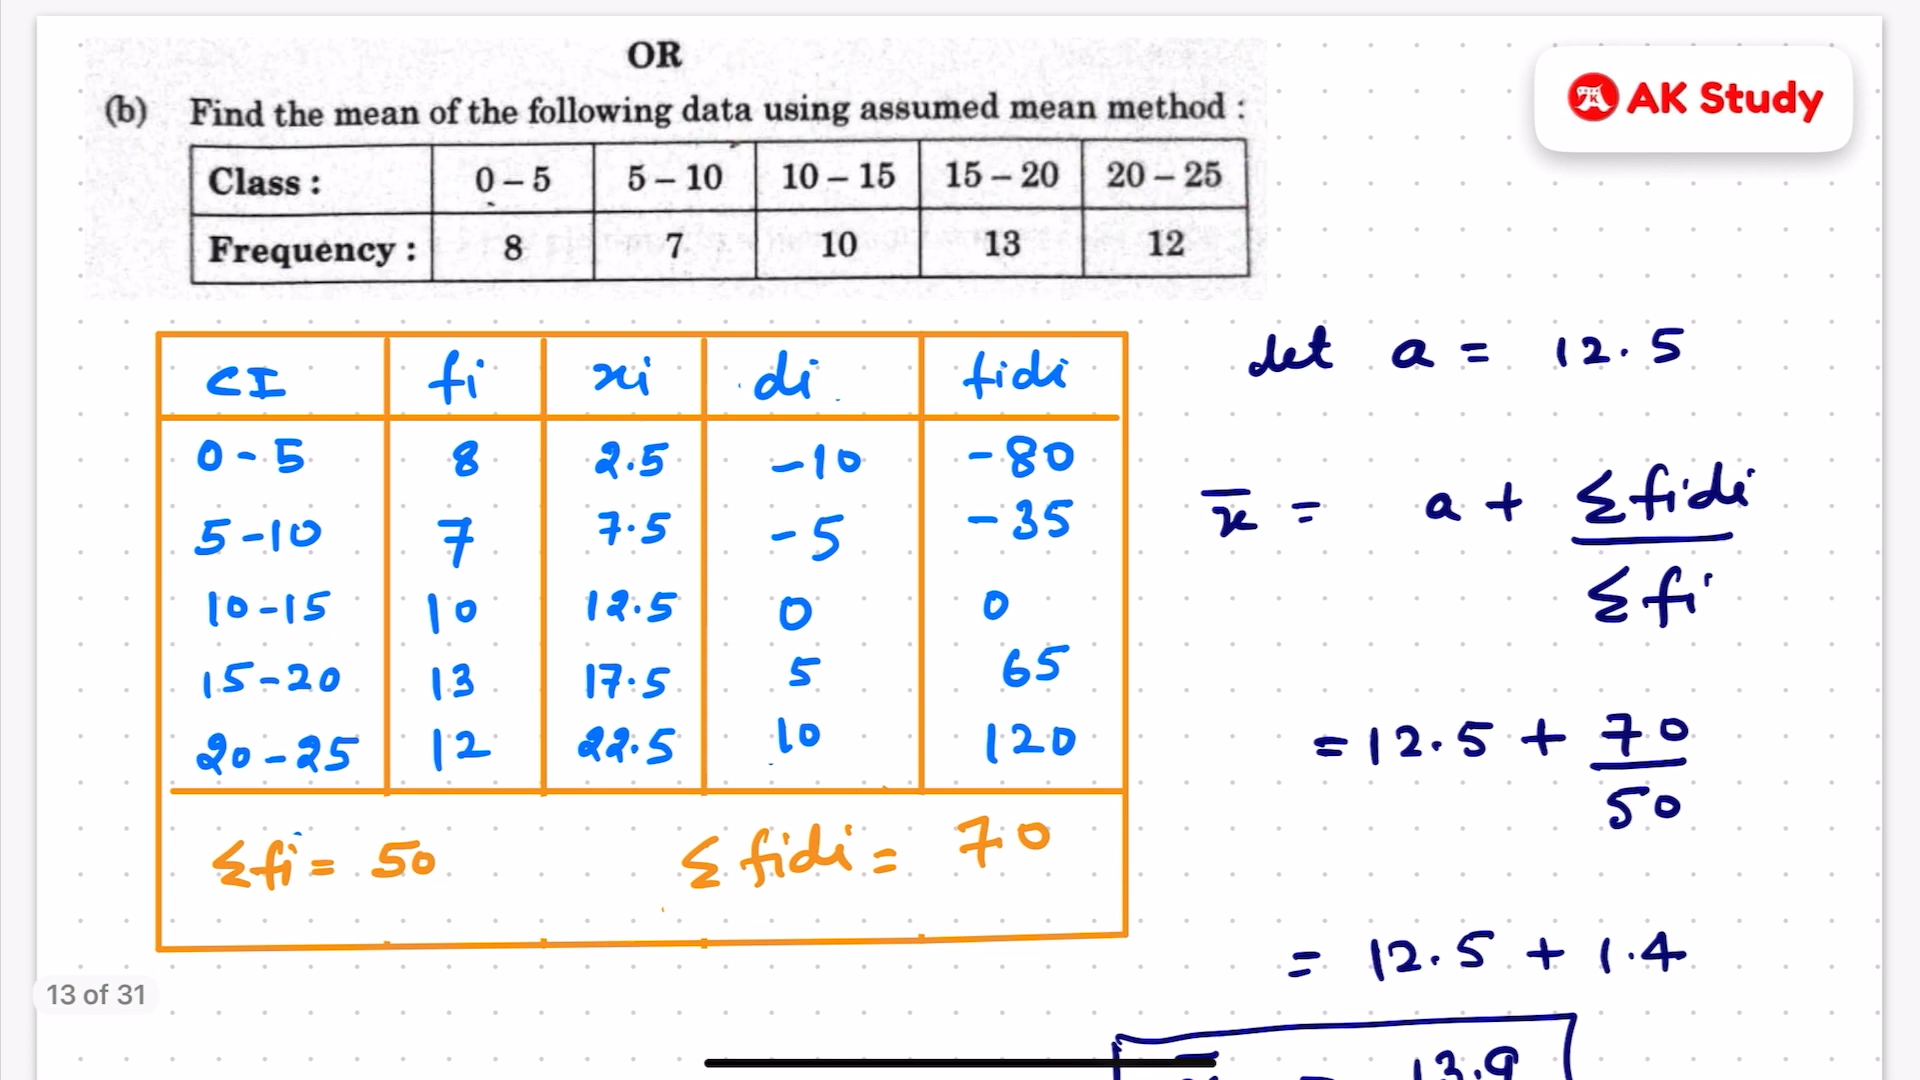 OR
AK Study
(b) Find the mean of the following data using assumed mean method :
Class : 0 – 5 5 – 10 10 – 15 15 – 20 20 – 25
Frequency : 8 7 10 13 12
let a = 12.5
CI fi xi di fidi
0-5 8 2.5 -10 -80
5-10 7 7.5 -5 -35
10-15 10 12.5 0 0
15-20 13 17.5 5 65
20-25 12 22.5 10 120
Σfi = 50 Σfidi = 70
x̄ = a + Σfidi
Σfi
= 12.5 + 70
50
= 12.5 + 1.4
13.9
13 of 31